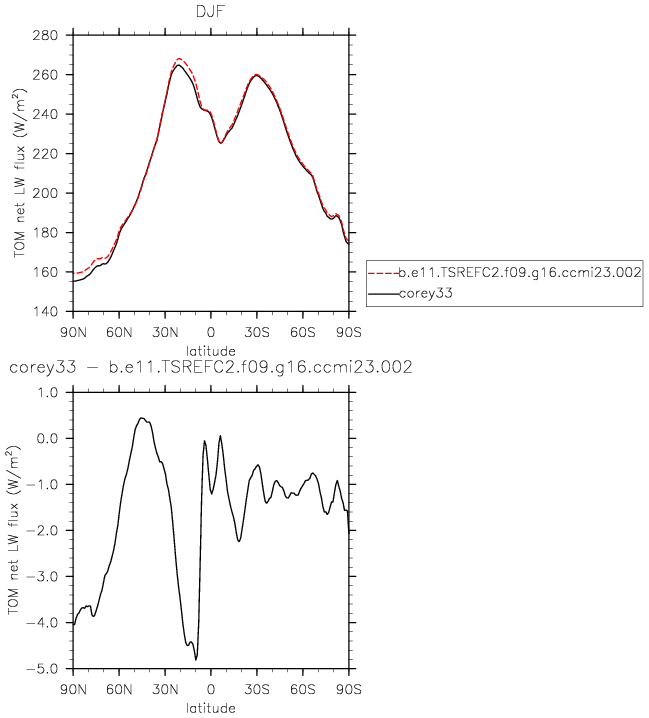 DJF
280
260
240
220
200
180
160
140
TOM net LW flux (W/m²)
90N 60N 30N 0 30S 60S 90S
latitude
b.e11.TSREFC2.f09.g16.ccmi23.002
corey33
corey33 − b.e11.TSREFC2.f09.g16.ccmi23.002
1.0
0.0
−1.0
−2.0
−3.0
−4.0
−5.0
TOM net LW flux (W/m²)
90N 60N 30N 0 30S 60S 90S
latitude